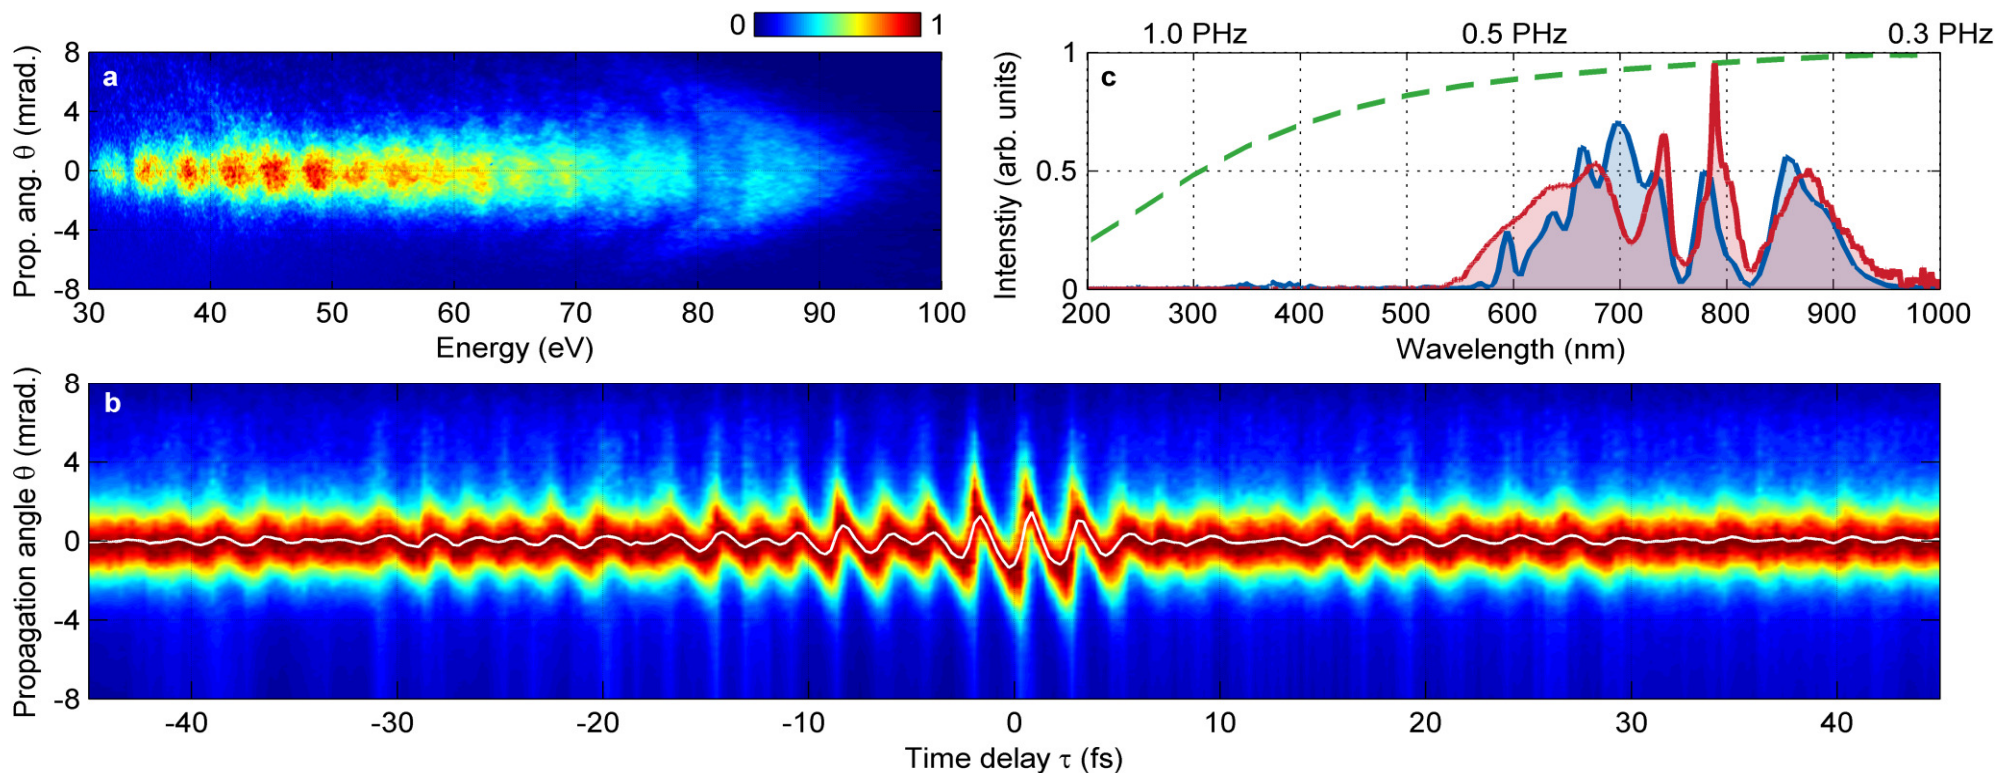 0 1
a
Prop. ang. θ (mrad.)
8
4
0
-4
-8
30 40 50 60 70 80 90 100
Energy (eV)
1.0 PHz 0.5 PHz 0.3 PHz
c
Intenstiy (arb. units)
1
0.5
0
200 300 400 500 600 700 800 900 1000
Wavelength (nm)
b
Propagation angle θ (mrad.)
8
4
0
-4
-8
-40 -30 -20 -10 0 10 20 30 40
Time delay τ (fs)